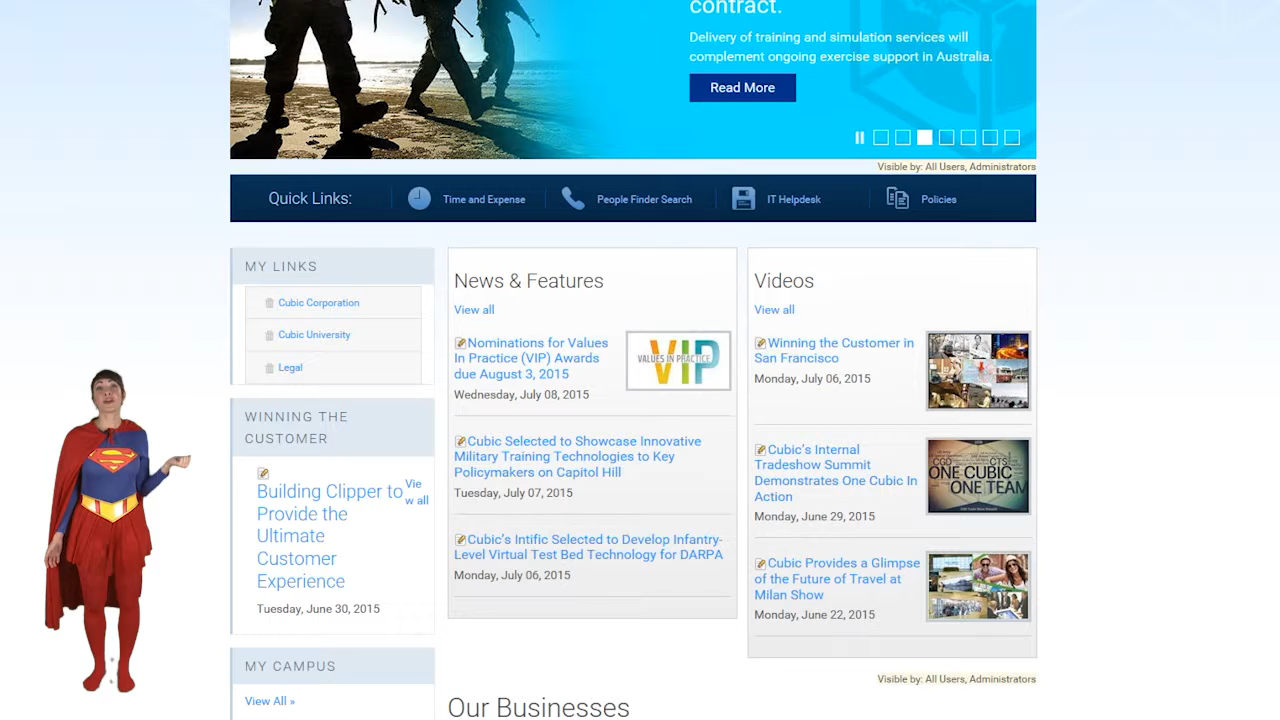 contract.
Delivery of training and simulation services will
complement ongoing exercise support in Australia.
Read More
Visible by: All Users, Administrators
Quick Links:
Time and Expense
People Finder Search
IT Helpdesk
Policies
MY LINKS
Cubic Corporation
Cubic University
Legal
WINNING THE
CUSTOMER
Building Clipper to
Provide the
Ultimate
Customer
Experience
Vie
w all
Tuesday, June 30, 2015
MY CAMPUS
View All »
News & Features
View all
Nominations for Values
In Practice (VIP) Awards
due August 3, 2015
Wednesday, July 08, 2015
VALUES IN PRACTICE
VIP
Cubic Selected to Showcase Innovative
Military Training Technologies to Key
Policymakers on Capitol Hill
Tuesday, July 07, 2015
Cubic's Intific Selected to Develop Infantry-
Level Virtual Test Bed Technology for DARPA
Monday, July 06, 2015
Videos
View all
Winning the Customer in
San Francisco
Monday, July 06, 2015
Cubic's Internal
Tradeshow Summit
Demonstrates One Cubic In
Action
Monday, June 29, 2015
CGD CTS
ONE CUBIC
ONE TEAM
Cubic Provides a Glimpse
of the Future of Travel at
Milan Show
Monday, June 22, 2015
Visible by: All Users, Administrators
Our Businesses